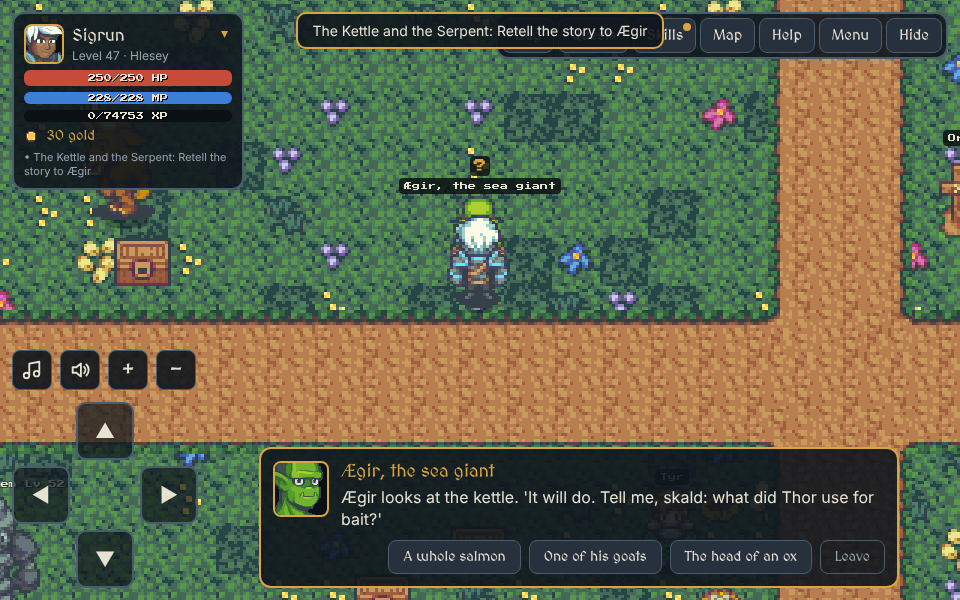 Sigrun
Level 47 · Hlesey
250/250 HP
228/228 MP
0/74753 XP
30 gold
• The Kettle and the Serpent: Retell the
story to Ægir
The Kettle and the Serpent: Retell the story to Ægir
Map
Help
Menu
Hide
?
Ægir, the sea giant
Ægir, the sea giant
Ægir looks at the kettle. 'It will do. Tell me, skald: what did Thor use for
bait?'
A whole salmon
One of his goats
The head of an ox
Leave
Týr
Lv 52